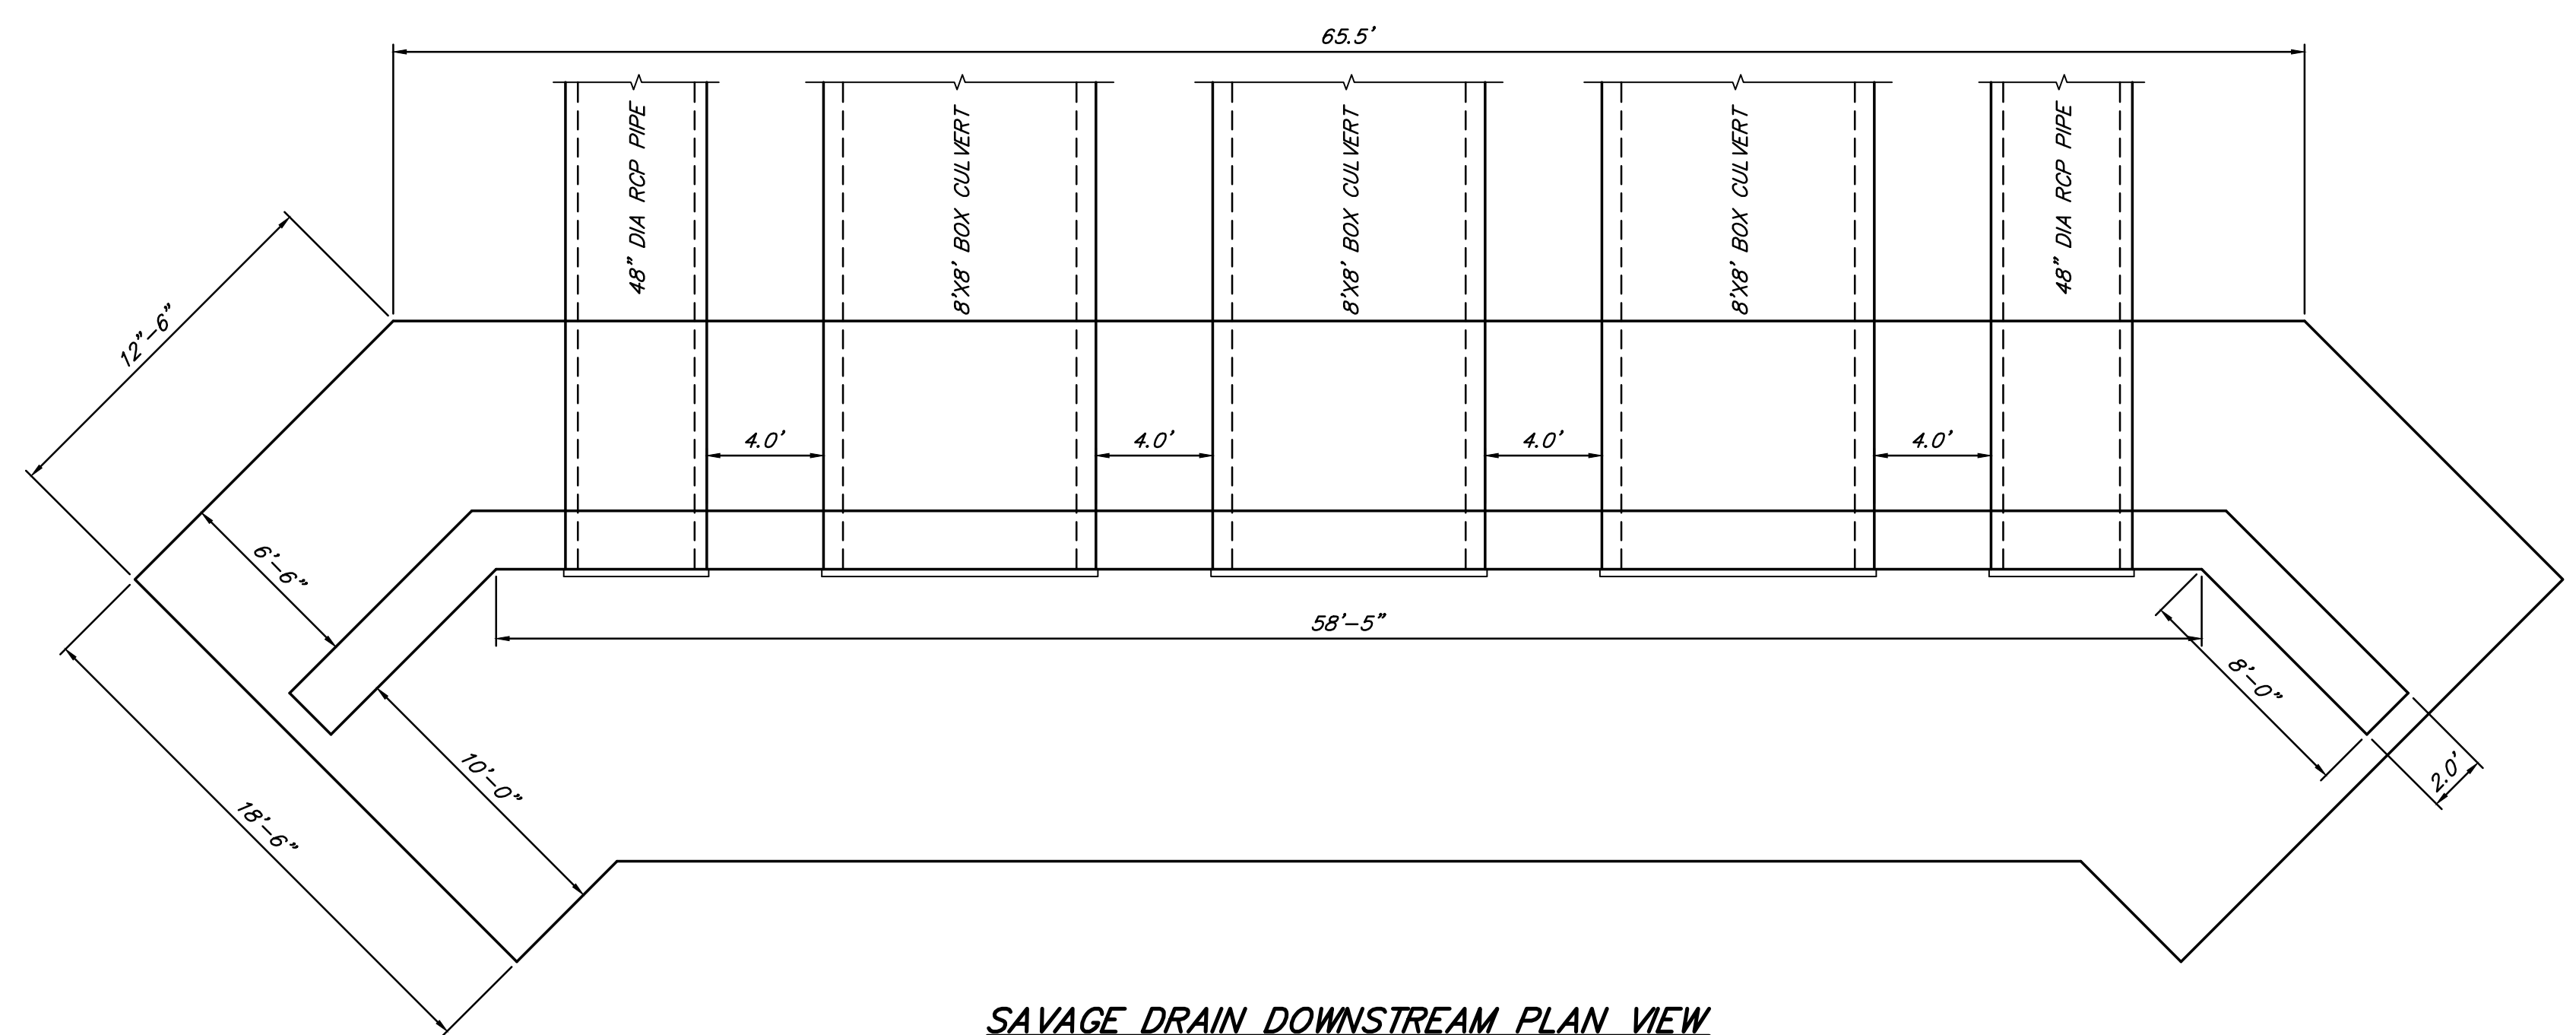 65.5'
48" DIA RCP PIPE
8'X8' BOX CULVERT
8'X8' BOX CULVERT
8'X8' BOX CULVERT
48" DIA RCP PIPE
12"-6"
4.0'
4.0'
4.0'
4.0'
6'-6"
58'-5"
8'-0"
10'-0"
2.0'
18'-6"
SAVAGE DRAIN DOWNSTREAM PLAN VIEW